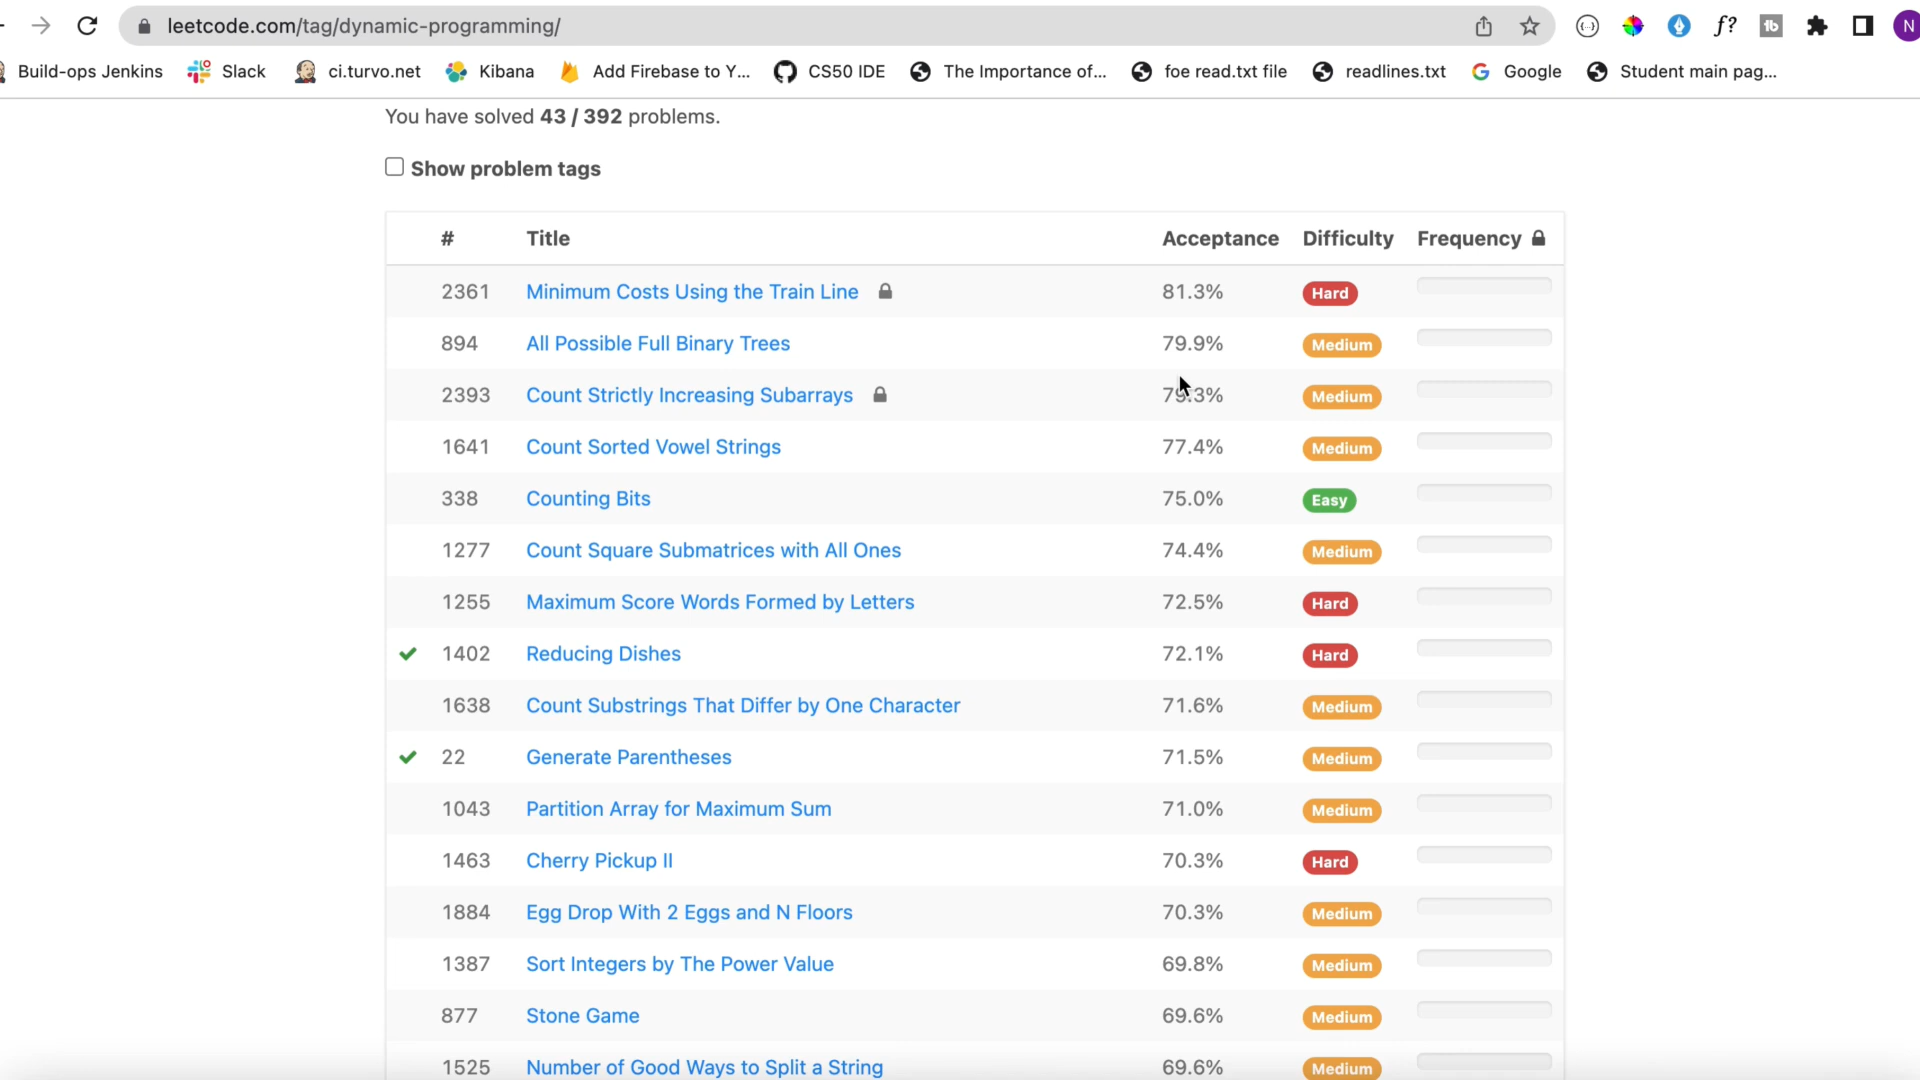 leetcode.com/tag/dynamic-programming/
f?
tb
N
Build-ops Jenkins Slack ci.turvo.net Kibana Add Firebase to Y... CS50 IDE The Importance of... foe read.txt file readlines.txt Google Student main pag...
You have solved 43 / 392 problems.
Show problem tags
# Title Acceptance Difficulty Frequency
2361 Minimum Costs Using the Train Line 81.3% Hard
894 All Possible Full Binary Trees 79.9% Medium
2393 Count Strictly Increasing Subarrays 79.3% Medium
1641 Count Sorted Vowel Strings 77.4% Medium
338 Counting Bits 75.0% Easy
1277 Count Square Submatrices with All Ones 74.4% Medium
1255 Maximum Score Words Formed by Letters 72.5% Hard
1402 Reducing Dishes 72.1% Hard
1638 Count Substrings That Differ by One Character 71.6% Medium
22 Generate Parentheses 71.5% Medium
1043 Partition Array for Maximum Sum 71.0% Medium
1463 Cherry Pickup II 70.3% Hard
1884 Egg Drop With 2 Eggs and N Floors 70.3% Medium
1387 Sort Integers by The Power Value 69.8% Medium
877 Stone Game 69.6% Medium
1525 Number of Good Ways to Split a String 69.6% Medium